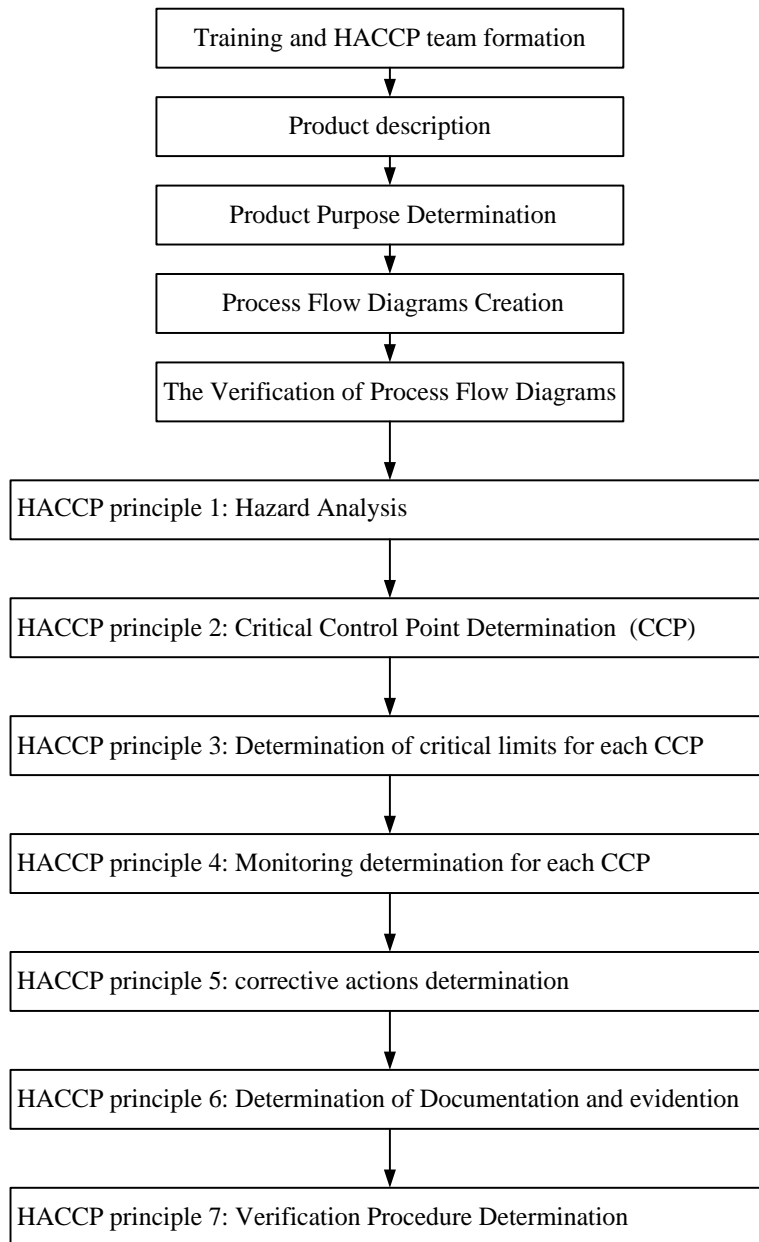 Training and HACCP team formation
Product description
Product Purpose Determination
Process Flow Diagrams Creation
The Verification of Process Flow Diagrams
HACCP principle 1: Hazard Analysis
HACCP principle 2: Critical Control Point Determination  (CCP)
HACCP principle 3: Determination of critical limits for each CCP
HACCP principle 4: Monitoring determination for each CCP
HACCP principle 5: corrective actions determination
HACCP principle 6: Determination of Documentation and evidention
HACCP principle 7: Verification Procedure Determination